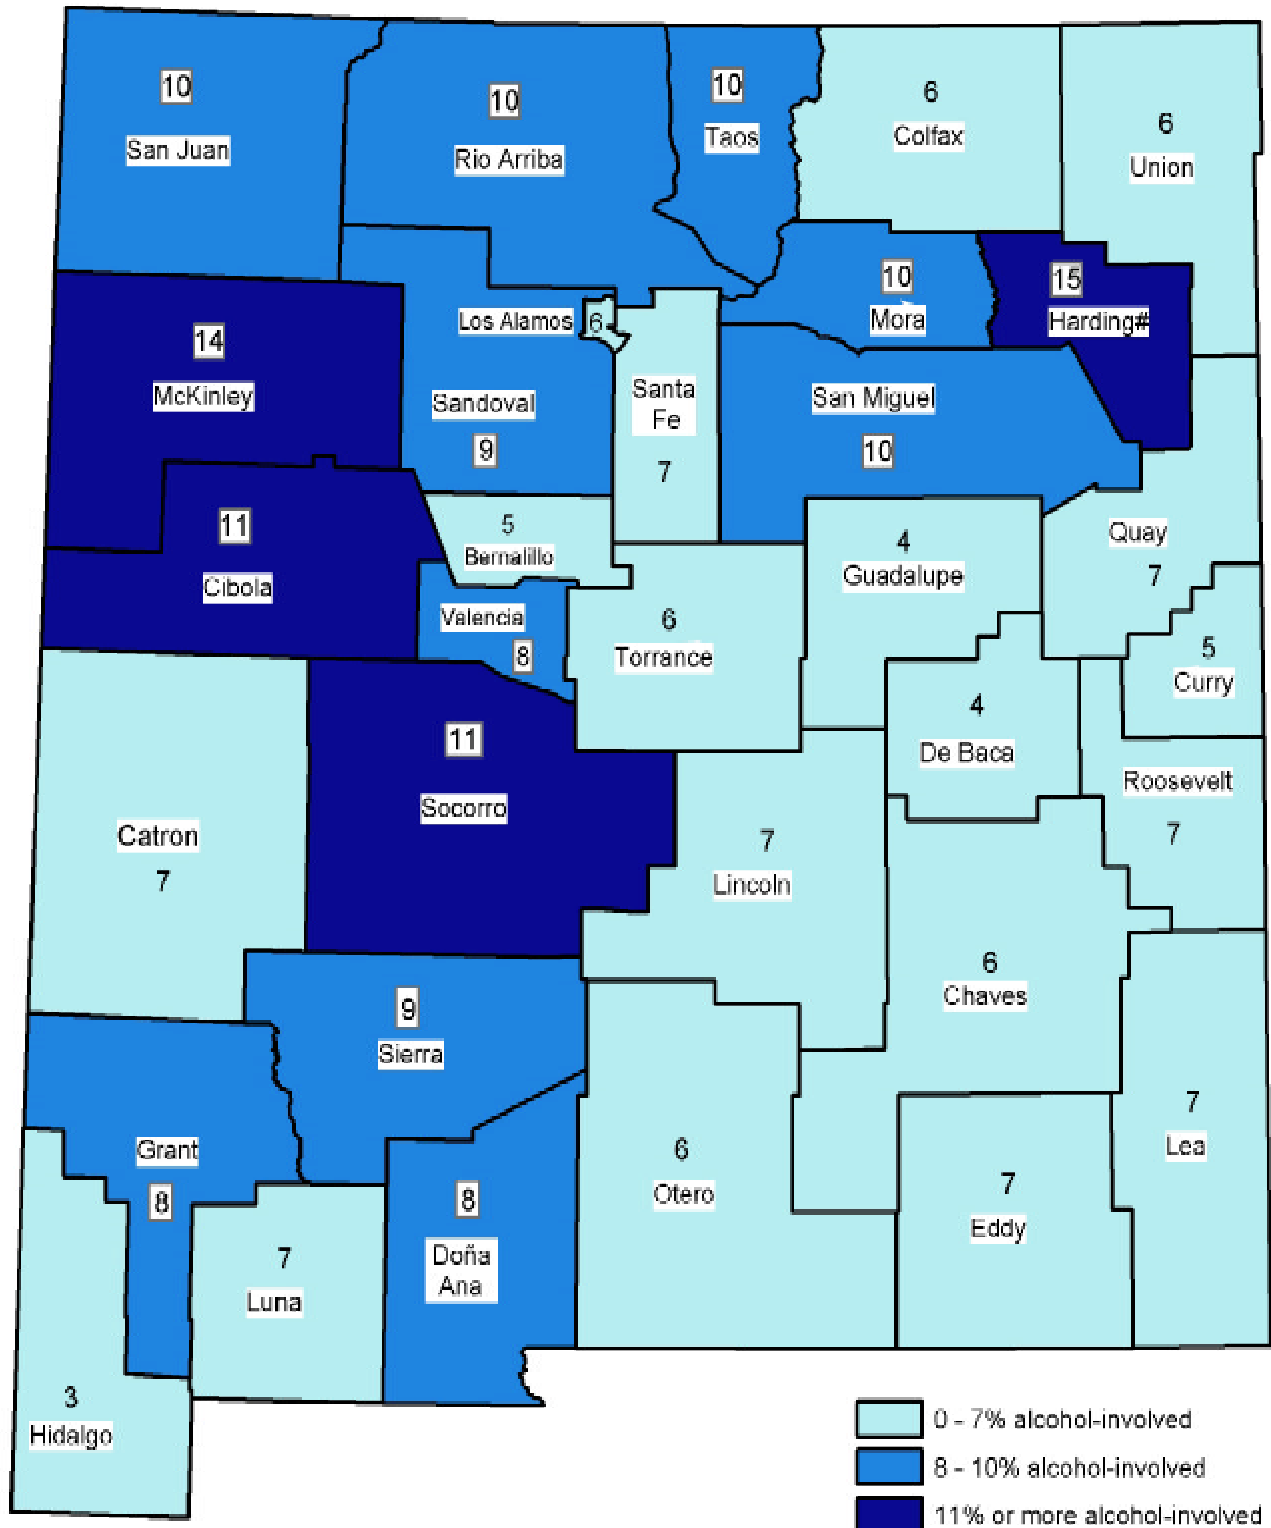 10
San Juan
10
Rio Arriba
10
Taos
6
Colfax
6
Union
14
McKinley
Los Alamos
6
Sandoval
9
Santa
Fe
7
10
Mora
15
Harding#
San Miguel
10
11
Cibola
5
Bernalillo
Valencia
8
6
Torrance
4
Guadalupe
Quay
7
5
Curry
4
De Baca
Roosevelt
7
Catron
7
11
Socorro
7
Lincoln
6
Chaves
9
Sierra
Grant
8
7
Luna
8
Doña
Ana
6
Otero
7
Eddy
7
Lea
3
Hidalgo
0 - 7% alcohol-involved
8 - 10% alcohol-involved
11% or more alcohol-involved